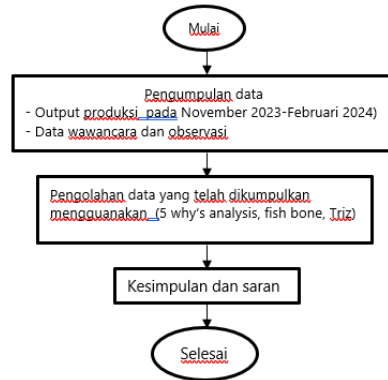 Mulai
Pengumpulan data
- Output produksi pada November 2023-Februari 2024)
- Data wawancara dan observasi
Pengolahan data yang telah dikumpulkan
mengguanakan (5 why's analysis, fish bone, Triz)
Kesimpulan dan saran
Selesai